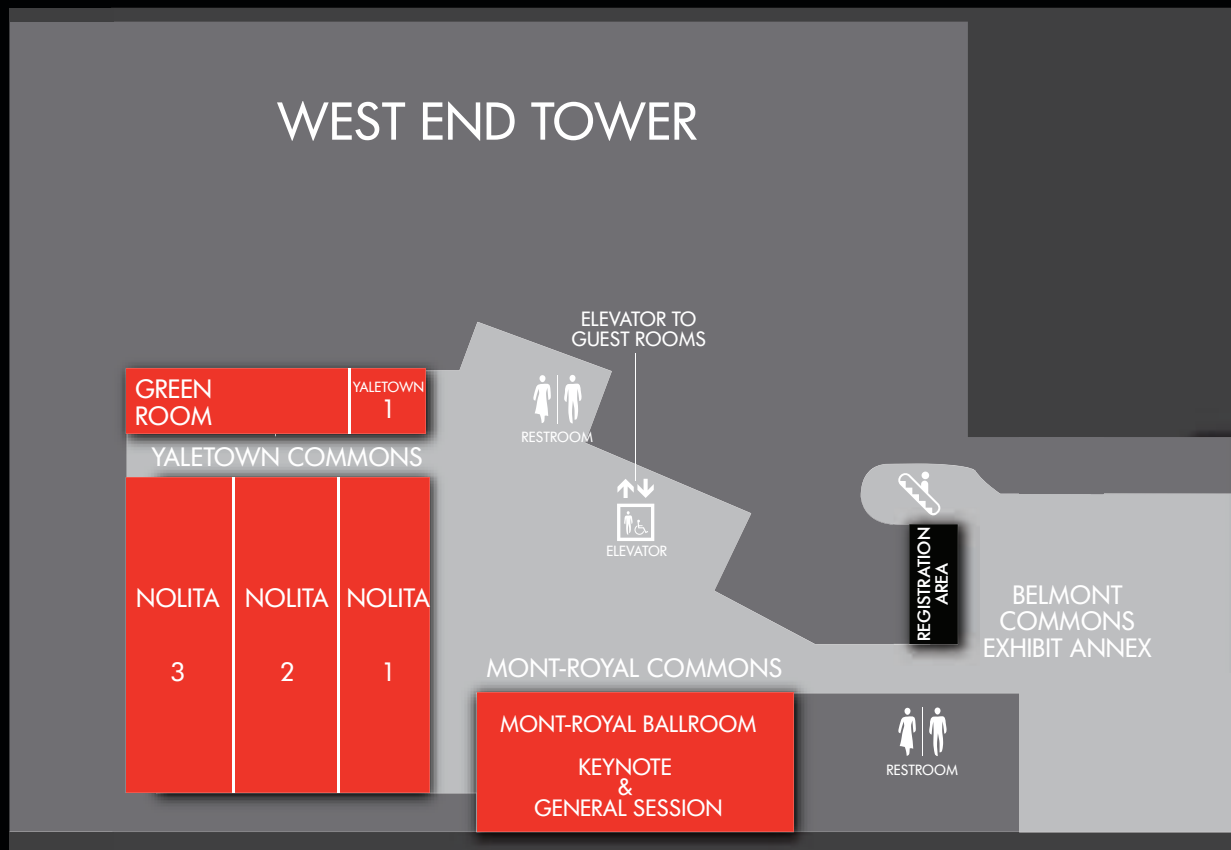 WEST END TOWER
ELEVATOR TO
GUEST ROOMS
GREEN
ROOM
YALETOWN
1
RESTROOM
YALETOWN COMMONS
ELEVATOR
REGISTRATION
AREA
NOLITA
3
NOLITA
2
NOLITA
1
BELMONT
COMMONS
EXHIBIT ANNEX
MONT-ROYAL COMMONS
MONT-ROYAL BALLROOM
KEYNOTE
&
GENERAL SESSION
RESTROOM